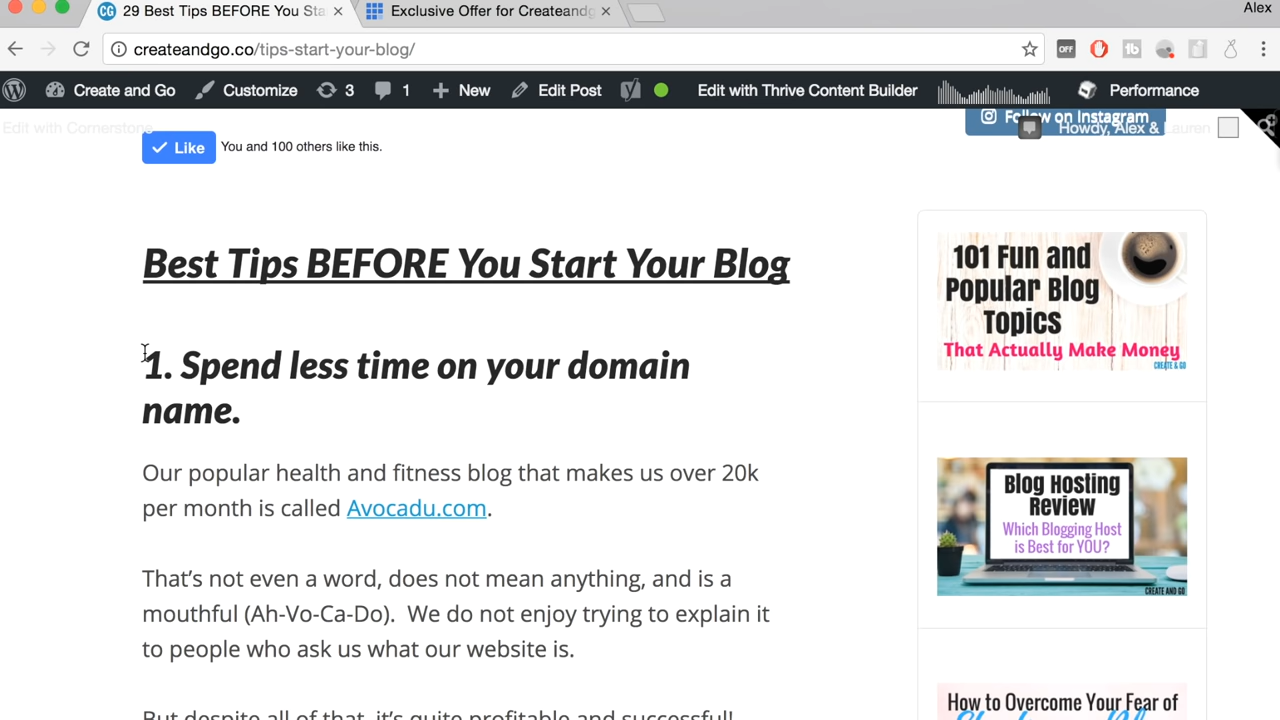 29 Best Tips BEFORE You Sta
Exclusive Offer for Createandg
Alex
createandgo.co/tips-start-your-blog/
OFF
Create and Go
Customize
3
1
New
Edit Post
Edit with Thrive Content Builder
Performance
Edit with Cornerstone
Follow on Instagram
Howdy, Alex & Lauren
Like
You and 100 others like this.
Best Tips BEFORE You Start Your Blog
1. Spend less time on your domain
name.
Our popular health and fitness blog that makes us over 20k
per month is called Avocadu.com.
That's not even a word, does not mean anything, and is a
mouthful (Ah-Vo-Ca-Do).  We do not enjoy trying to explain it
to people who ask us what our website is.
But despite all of that, it's quite profitable and successful!
101 Fun and
Popular Blog
Topics
That Actually Make Money
CREATE & GO
Blog Hosting
Review
Which Blogging Host
is Best for YOU?
CREATE AND GO
How to Overcome Your Fear of